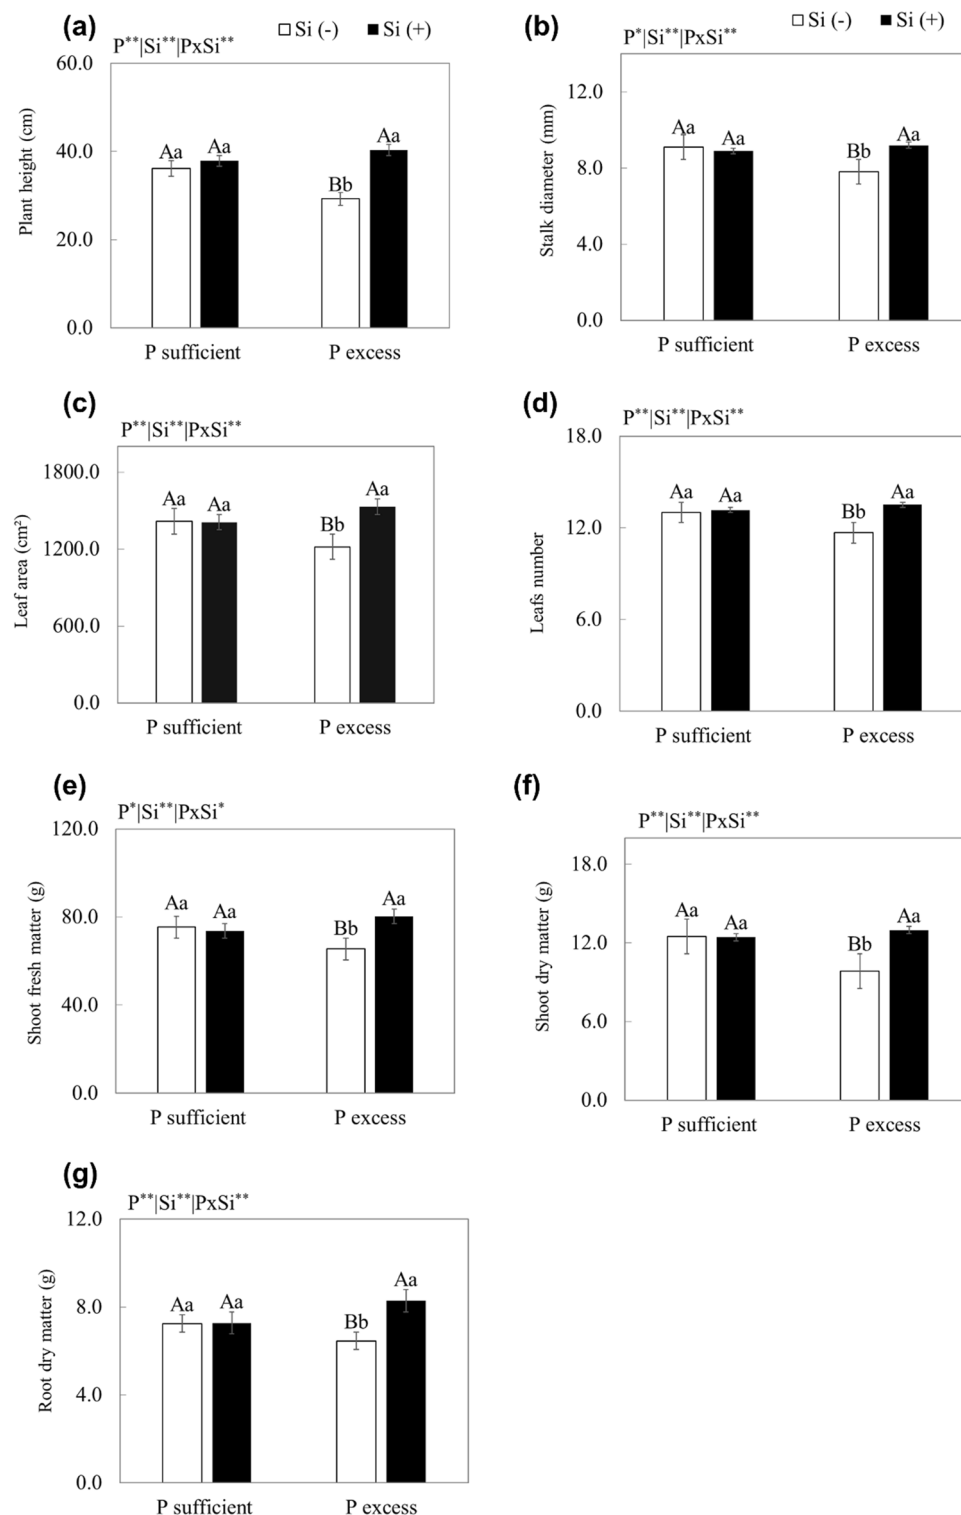 (a)
Si (-) Si (+)
P**|Si**|PxSi**
60.0
40.0
20.0
0.0
Plant height (cm)
Aa Aa Bb Aa
P sufficient P excess
(b)
Si (-) Si (+)
P*|Si**|PxSi**
12.0
8.0
4.0
0.0
Stalk diameter (mm)
Aa Aa Bb Aa
P sufficient P excess
(c)
P**|Si**|PxSi**
1800.0
1200.0
600.0
0.0
Leaf area (cm²)
Aa Aa Bb Aa
P sufficient P excess
(d)
P**|Si**|PxSi**
18.0
12.0
6.0
0.0
Leafs number
Aa Aa Bb Aa
P sufficient P excess
(e)
P*|Si**|PxSi*
120.0
80.0
40.0
0.0
Shoot fresh matter (g)
Aa Aa Bb Aa
P sufficient P excess
(f)
P**|Si**|PxSi**
18.0
12.0
6.0
0.0
Shoot dry matter (g)
Aa Aa Bb Aa
P sufficient P excess
(g)
P**|Si**|PxSi**
12.0
8.0
4.0
0.0
Root dry matter (g)
Aa Aa Bb Aa
P sufficient P excess